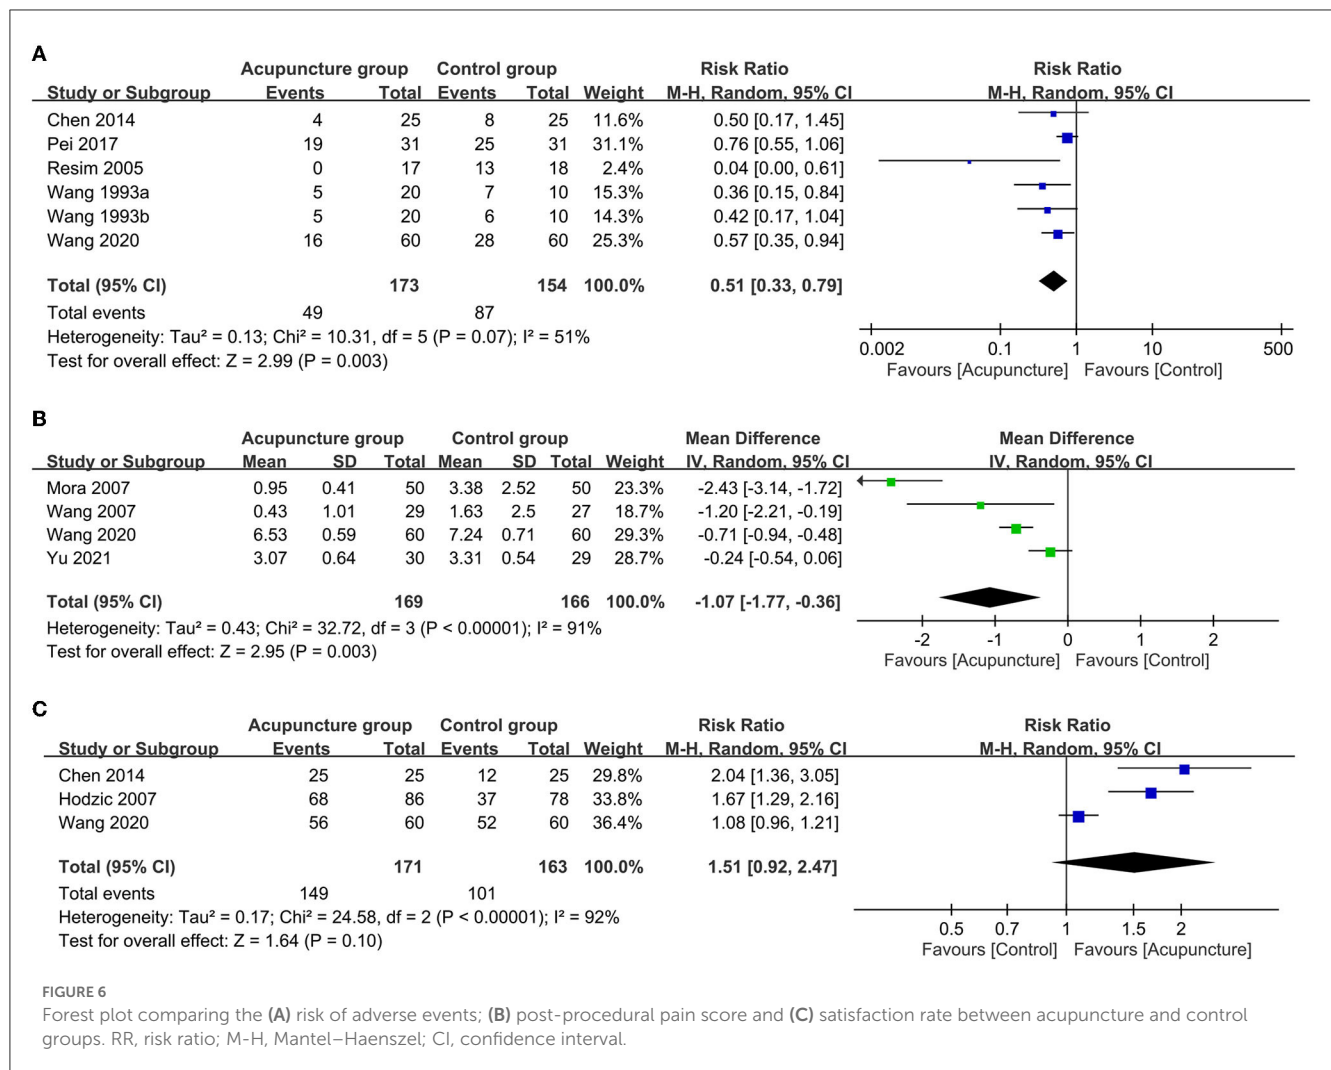 A
Acupuncture group Control group Risk Ratio Risk Ratio
Study or Subgroup Events Total Events Total Weight M-H, Random, 95% CI M-H, Random, 95% CI
Chen 2014 4 25 8 25 11.6% 0.50 [0.17, 1.45]
Pei 2017 19 31 25 31 31.1% 0.76 [0.55, 1.06]
Resim 2005 0 17 13 18 2.4% 0.04 [0.00, 0.61]
Wang 1993a 5 20 7 10 15.3% 0.36 [0.15, 0.84]
Wang 1993b 5 20 6 10 14.3% 0.42 [0.17, 1.04]
Wang 2020 16 60 28 60 25.3% 0.57 [0.35, 0.94]
Total (95% CI) 173 154 100.0% 0.51 [0.33, 0.79]
Total events 49 87
Heterogeneity: Tau² = 0.13; Chi² = 10.31, df = 5 (P = 0.07); I² = 51%
Test for overall effect: Z = 2.99 (P = 0.003)
0.002 0.1 1 10 500
Favours [Acupuncture] Favours [Control]
B
Acupuncture group Control group Mean Difference Mean Difference
Study or Subgroup Mean SD Total Mean SD Total Weight IV, Random, 95% CI IV, Random, 95% CI
Mora 2007 0.95 0.41 50 3.38 2.52 50 23.3% -2.43 [-3.14, -1.72]
Wang 2007 0.43 1.01 29 1.63 2.5 27 18.7% -1.20 [-2.21, -0.19]
Wang 2020 6.53 0.59 60 7.24 0.71 60 29.3% -0.71 [-0.94, -0.48]
Yu 2021 3.07 0.64 30 3.31 0.54 29 28.7% -0.24 [-0.54, 0.06]
Total (95% CI) 169 166 100.0% -1.07 [-1.77, -0.36]
Heterogeneity: Tau² = 0.43; Chi² = 32.72, df = 3 (P < 0.00001); I² = 91%
Test for overall effect: Z = 2.95 (P = 0.003)
-2 -1 0 1 2
Favours [Acupuncture] Favours [Control]
C
Acupuncture group Control group Risk Ratio Risk Ratio
Study or Subgroup Events Total Events Total Weight M-H, Random, 95% CI M-H, Random, 95% CI
Chen 2014 25 25 12 25 29.8% 2.04 [1.36, 3.05]
Hodzic 2007 68 86 37 78 33.8% 1.67 [1.29, 2.16]
Wang 2020 56 60 52 60 36.4% 1.08 [0.96, 1.21]
Total (95% CI) 171 163 100.0% 1.51 [0.92, 2.47]
Total events 149 101
Heterogeneity: Tau² = 0.17; Chi² = 24.58, df = 2 (P < 0.00001); I² = 92%
Test for overall effect: Z = 1.64 (P = 0.10)
0.5 0.7 1 1.5 2
Favours [Control] Favours [Acupuncture]
FIGURE 6
Forest plot comparing the (A) risk of adverse events; (B) post-procedural pain score and (C) satisfaction rate between acupuncture and control
groups. RR, risk ratio; M-H, Mantel–Haenszel; CI, confidence interval.